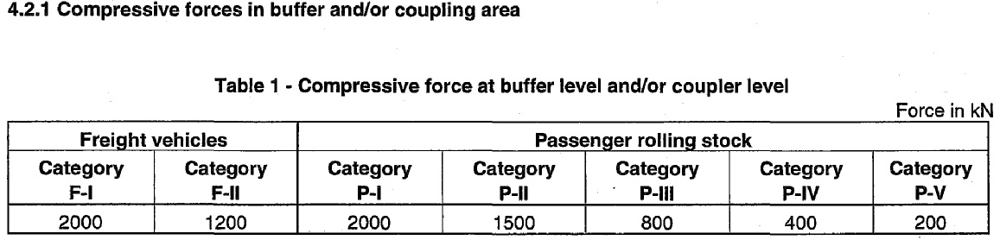 4.2.1 Compressive forces in buffer and/or coupling area
Table 1 - Compressive force at buffer level and/or coupler level
Force in kN
Freight vehicles Passenger rolling stock
Category Category Category Category Category Category Category
F-I F-II P-I P-II P-III P-IV P-V
2000 1200 2000 1500 800 400 200